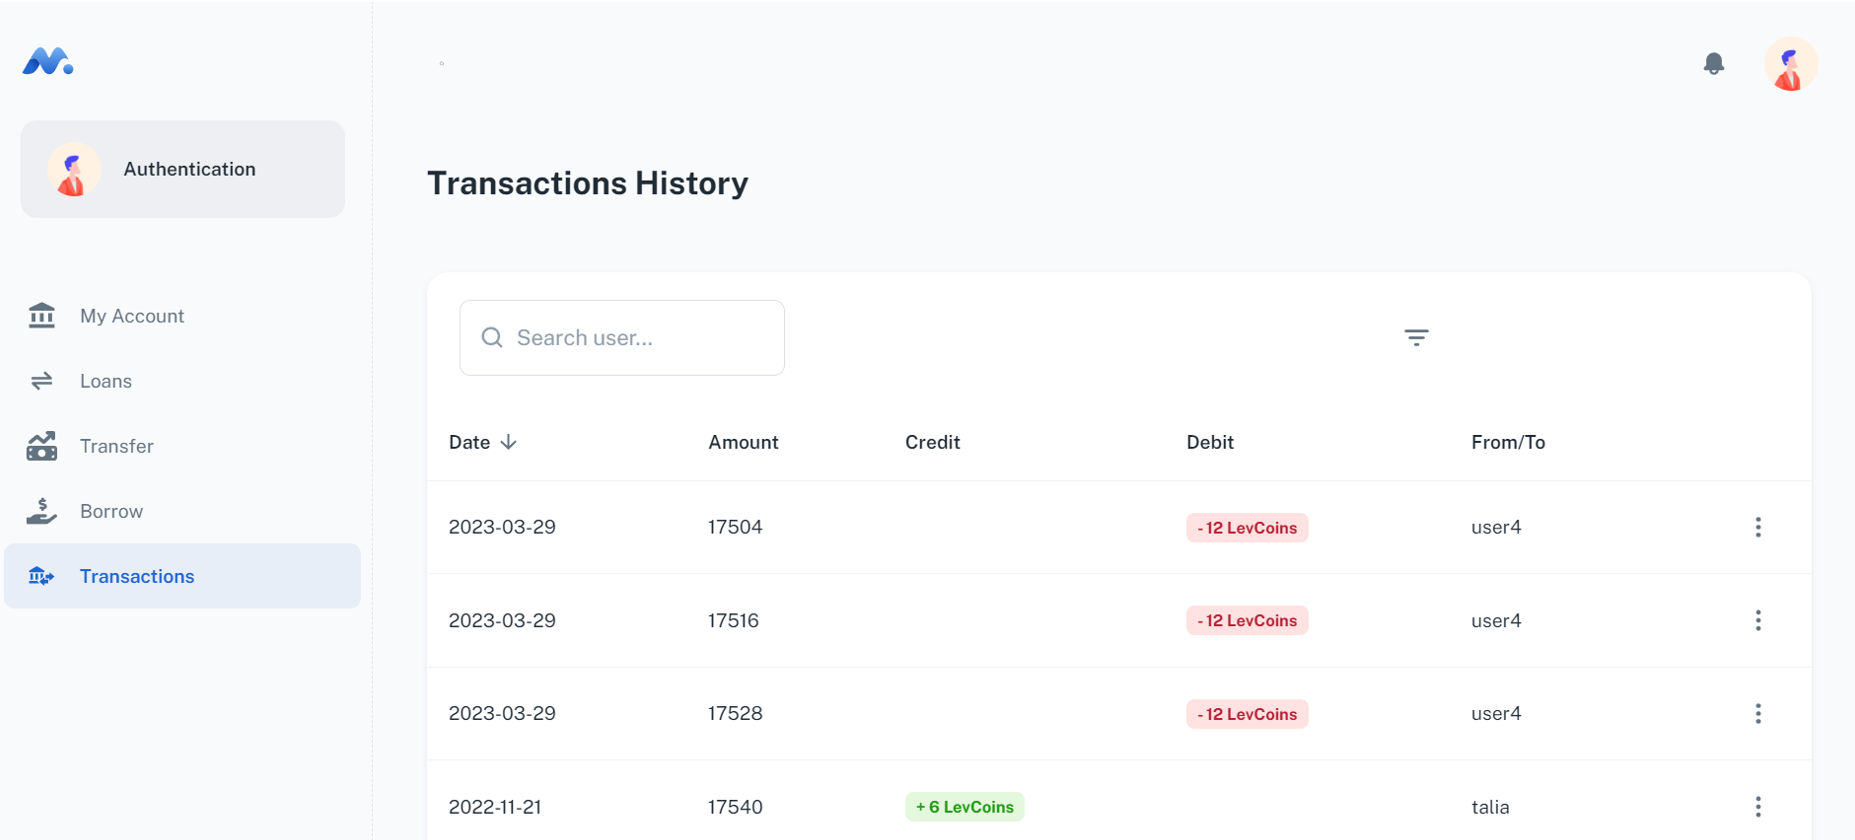 Authentication
My Account
Loans
Transfer
Borrow
Transactions
Transactions History
Search user...
Date Amount Credit Debit From/To
2023-03-29 17504 - 12 LevCoins user4
2023-03-29 17516 - 12 LevCoins user4
2023-03-29 17528 - 12 LevCoins user4
2022-11-21 17540 + 6 LevCoins talia